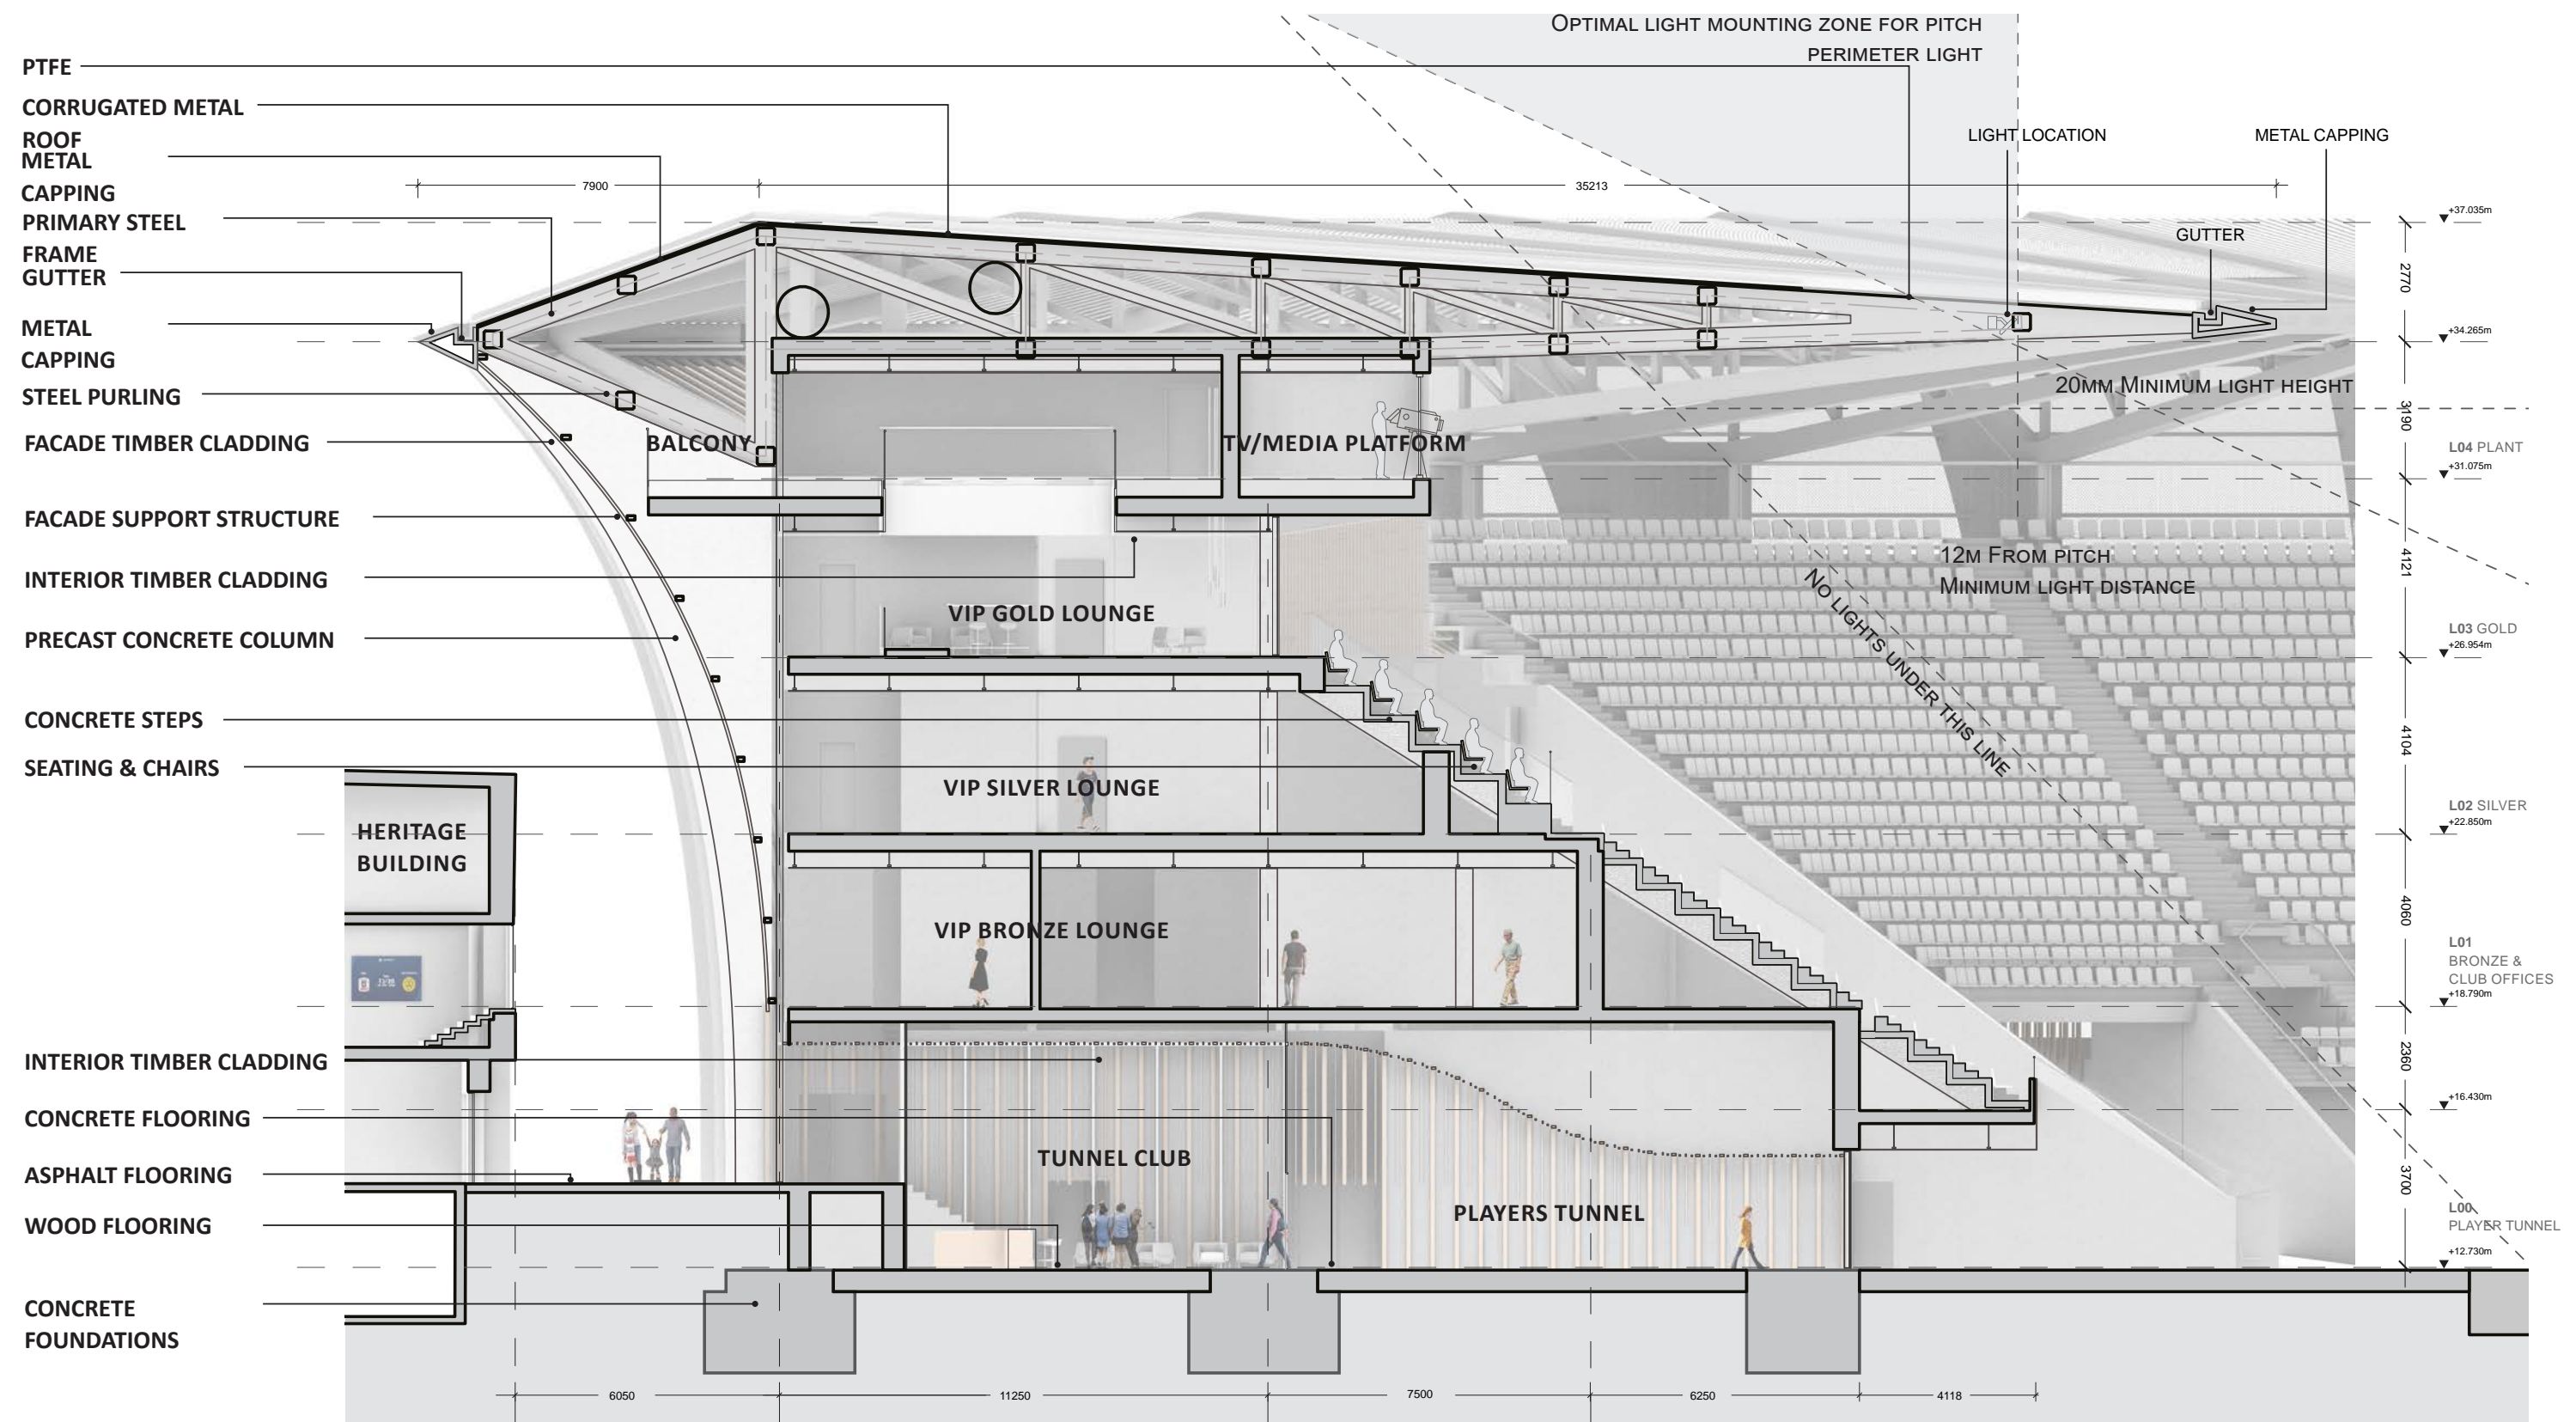 OPTIMAL LIGHT MOUNTING ZONE FOR PITCH
PERIMETER LIGHT
PTFE
CORRUGATED METAL
ROOF
METAL
CAPPING
PRIMARY STEEL
FRAME
GUTTER
METAL
CAPPING
STEEL PURLING
FACADE TIMBER CLADDING
FACADE SUPPORT STRUCTURE
INTERIOR TIMBER CLADDING
PRECAST CONCRETE COLUMN
CONCRETE STEPS
SEATING & CHAIRS
INTERIOR TIMBER CLADDING
CONCRETE FLOORING
ASPHALT FLOORING
WOOD FLOORING
CONCRETE
FOUNDATIONS
LIGHT LOCATION
METAL CAPPING
7900
35213
GUTTER
20MM MINIMUM LIGHT HEIGHT
BALCONY
TV/MEDIA PLATFORM
12M FROM PITCH
MINIMUM LIGHT DISTANCE
NO LIGHTS UNDER THIS LINE
VIP GOLD LOUNGE
VIP SILVER LOUNGE
HERITAGE
BUILDING
VIP BRONZE LOUNGE
TUNNEL CLUB
PLAYERS TUNNEL
+37.035m
2770
+34.265m
3190
L04 PLANT
+31.075m
4121
L03 GOLD
+26.954m
4104
L02 SILVER
+22.850m
4060
L01
BRONZE &
CLUB OFFICES
+18.790m
2360
+16.430m
3700
L00
PLAYER TUNNEL
+12.730m
6050
11250
7500
6250
4118